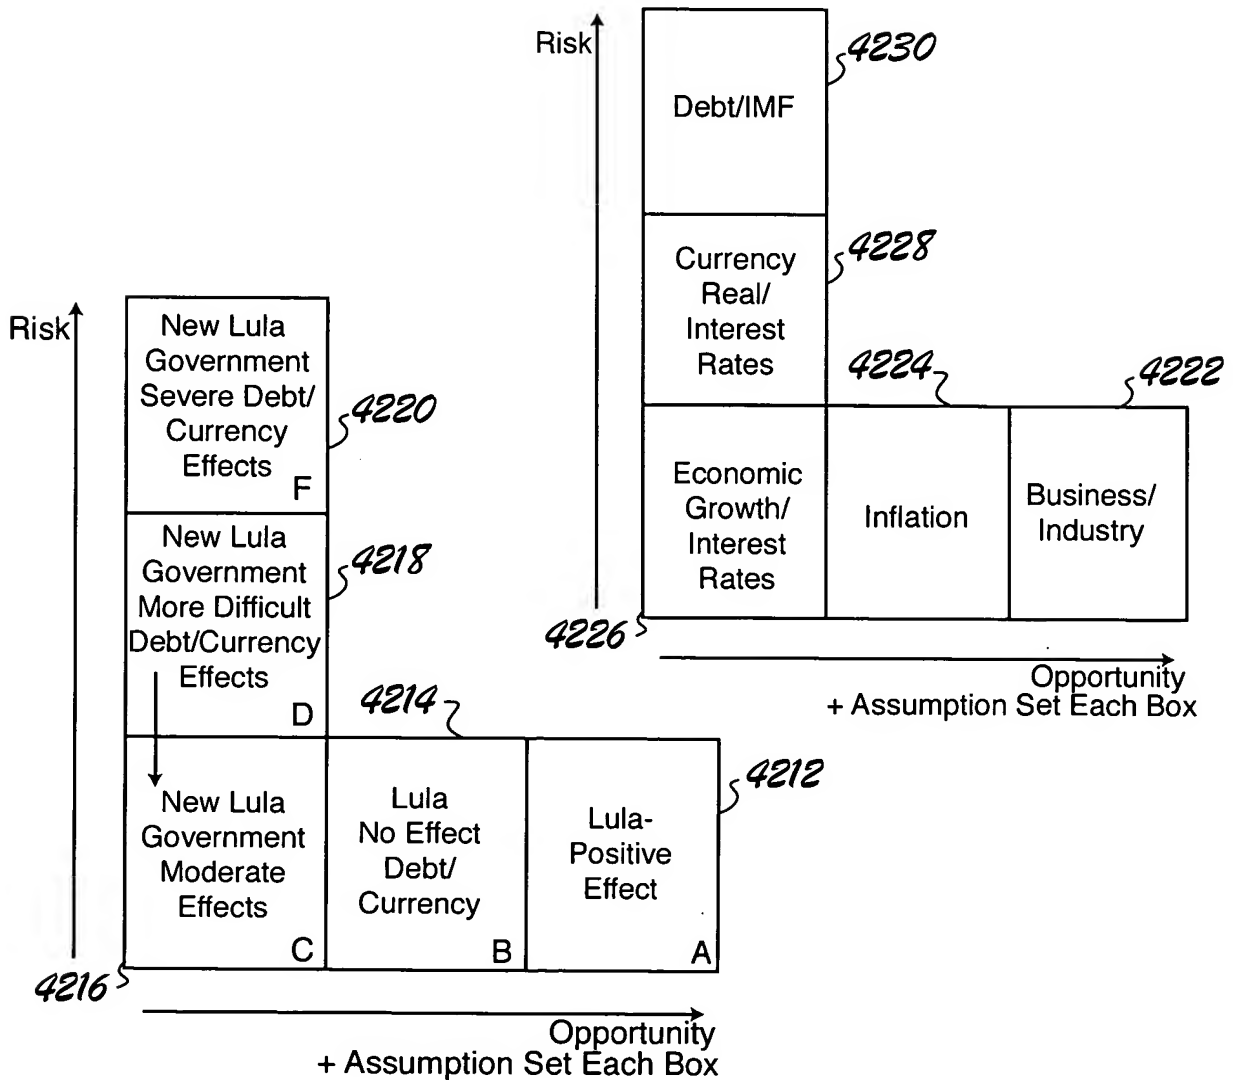 Risk
4230
Debt/IMF
4228
Currency
Real/
Interest
Rates
4224
4222
Economic
Growth/
Interest
Rates
Inflation
Business/
Industry
4226
Opportunity
+ Assumption Set Each Box
Risk
New Lula
Government
Severe Debt/
Currency
Effects
F
4220
New Lula
Government
More Difficult
Debt/Currency
Effects
D
4218
4214
4212
New Lula
Government
Moderate
Effects
C
Lula
No Effect
Debt/
Currency
B
Lula-
Positive
Effect
A
4216
Opportunity
+ Assumption Set Each Box